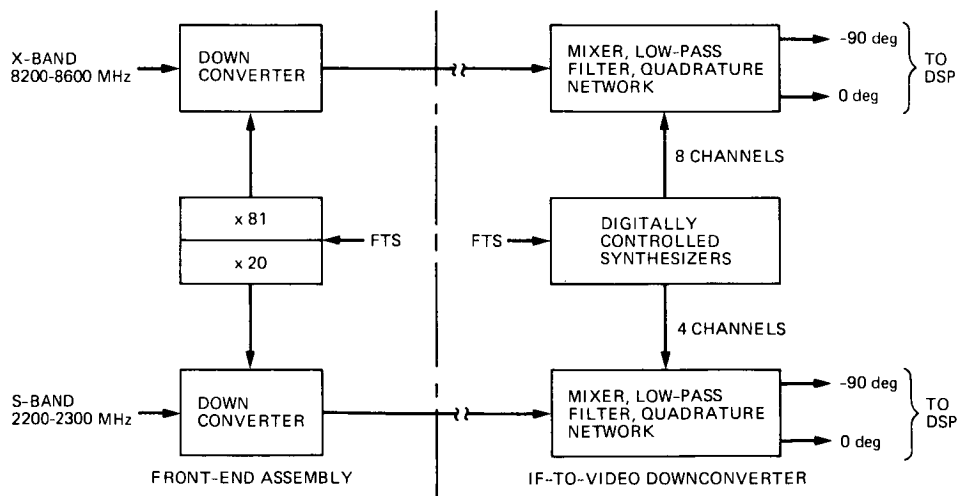 X-BAND
8200-8600 MHz
DOWN
CONVERTER
MIXER, LOW-PASS
FILTER, QUADRATURE
NETWORK
-90 deg
0 deg
TO
DSP
8 CHANNELS
x 81
x 20
FTS
FTS
DIGITALLY
CONTROLLED
SYNTHESIZERS
4 CHANNELS
S-BAND
2200-2300 MHz
DOWN
CONVERTER
MIXER, LOW-PASS
FILTER, QUADRATURE
NETWORK
-90 deg
0 deg
TO
DSP
FRONT-END ASSEMBLY
IF-TO-VIDEO DOWNCONVERTER